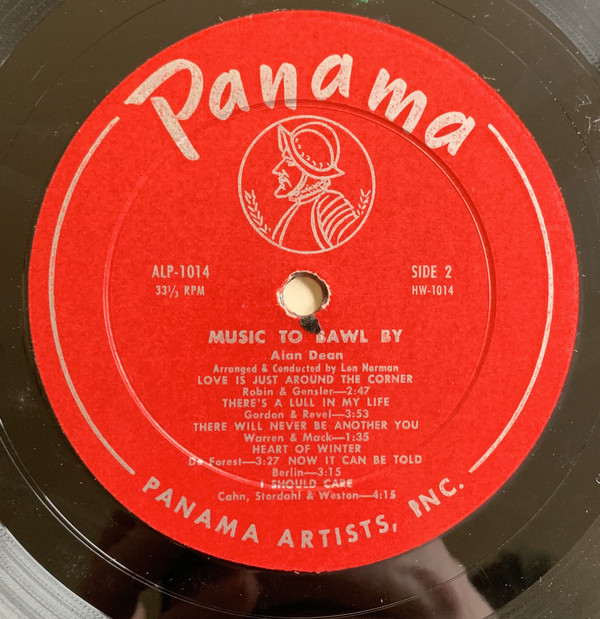 Panama
ALP-1014
33⅓ RPM
SIDE 2
HW-1014
MUSIC TO BAWL BY
Alan Dean
Arranged & Conducted by Lon Norman
LOVE IS JUST AROUND THE CORNER
Robin & Gensler—2:47
THERE'S A LULL IN MY LIFE
Gordon & Revel—3:53
THERE WILL NEVER BE ANOTHER YOU
Warren & Mack—1:35
HEART OF WINTER
De Forest—3:27 NOW IT CAN BE TOLD
Berlin—3:15
I SHOULD CARE
Cahn, Stordahl & Weston—4:15
PANAMA ARTISTS, INC.